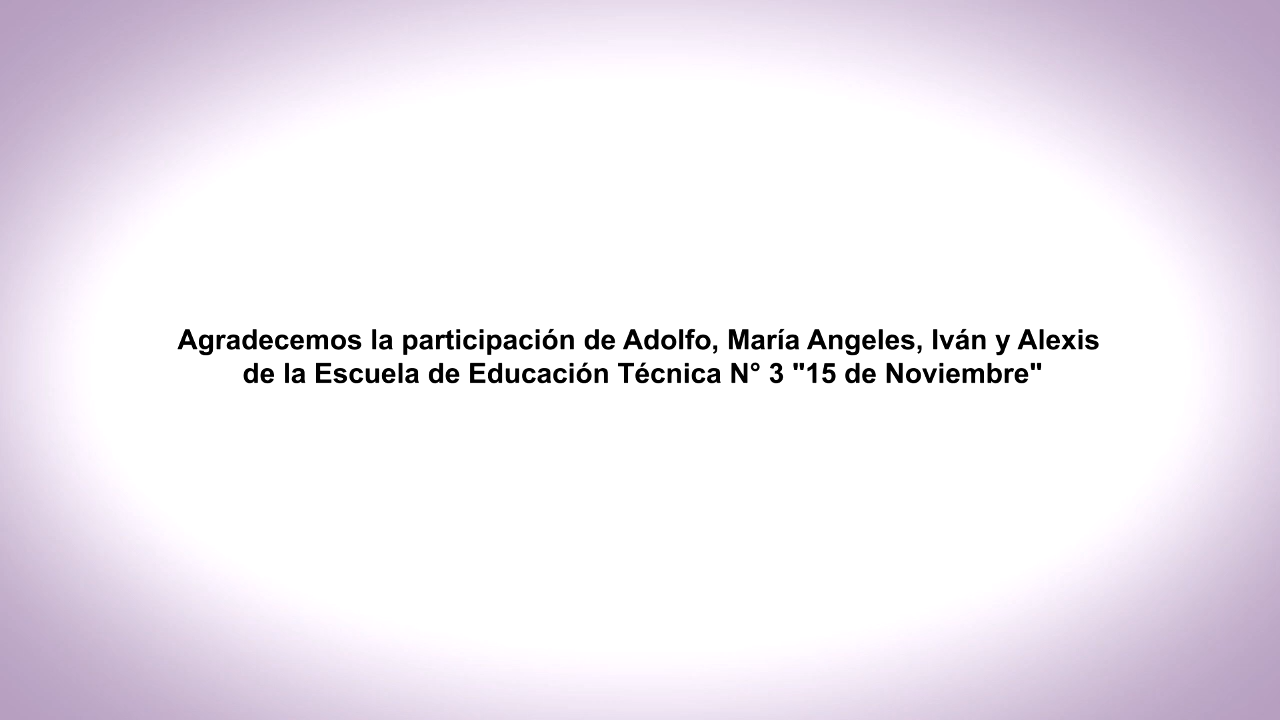 Agradecemos la participación de Adolfo, María Angeles, Iván y Alexis
de la Escuela de Educación Técnica N° 3 "15 de Noviembre"